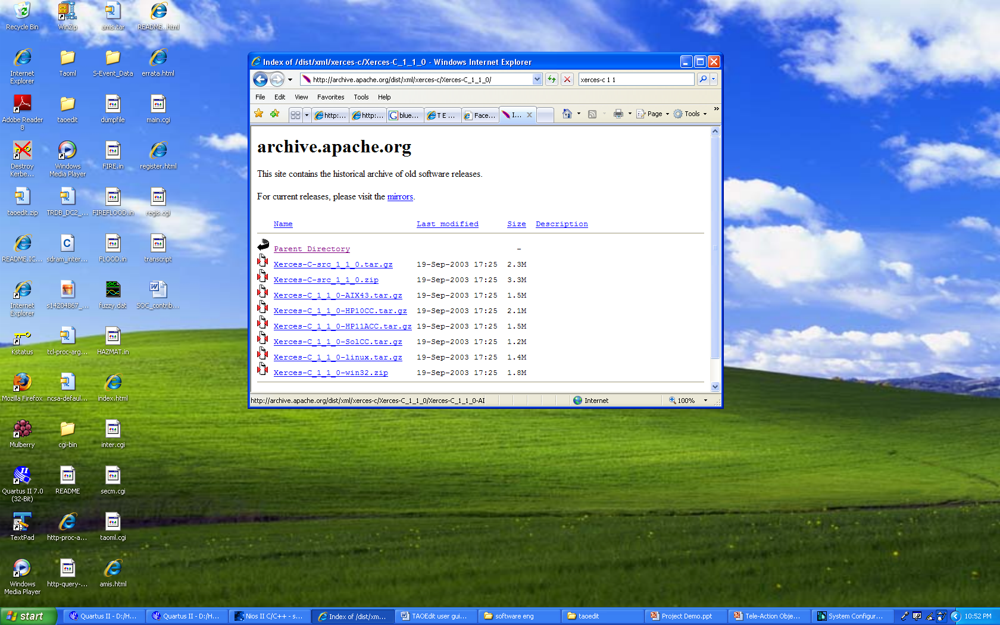 Recycle Bin
WinZip
amis.tar
README..html
Internet Explorer
Taoml
S-Event_Data
errata.html
Adobe Reader 8
taoedit
dumpfile
main.cgi
Destroy Kerbe...
Windows Media Player
FIRE.in
register.html
taoedit.zip
TRDB_DC2_...
FIREFLOOD.in
regis.cgi
README.IC...
sdram_inter...
FLOOD.in
transcript
Internet Explorer
s14204867_...
fuzzy.dat
SOC_contrib...
Kstatus
tcl-proc-arg...
HAZMAT.in
Mozilla Firefox
ncsa-defaul...
index.html
Mulberry
cgi-bin
inter.cgi
Quartus II 7.0 (32-Bit)
README
secm.cgi
TextPad
http-proc-a...
taoml.cgi
Windows Media Player
http-query-...
amis.html
Index of /dist/xml/xerces-c/Xerces-C_1_1_0 - Windows Internet Explorer
http://archive.apache.org/dist/xml/xerces-c/Xerces-C_1_1_0/
xerces-c 1 1
File Edit View Favorites Tools Help
http:... http:... G blue... T E ... Face... I... Page Tools
archive.apache.org
This site contains the historical archive of old software releases.
For current releases, please visit the mirrors.
Name Last modified Size Description
Parent Directory -
Xerces-C-src_1_1_0.tar.gz 19-Sep-2003 17:25 2.3M
Xerces-C-src_1_1_0.zip 19-Sep-2003 17:25 3.3M
Xerces-C_1_1_0-AIX43.tar.gz 19-Sep-2003 17:25 1.5M
Xerces-C_1_1_0-HP10CC.tar.gz 19-Sep-2003 17:25 2.1M
Xerces-C_1_1_0-HP11ACC.tar.gz 19-Sep-2003 17:25 1.5M
Xerces-C_1_1_0-SolCC.tar.gz 19-Sep-2003 17:25 1.2M
Xerces-C_1_1_0-linux.tar.gz 19-Sep-2003 17:25 1.4M
Xerces-C_1_1_0-win32.zip 19-Sep-2003 17:25 1.8M
http://archive.apache.org/dist/xml/xerces-c/Xerces-C_1_1_0/Xerces-C_1_1_0-AI Internet 100%
start Quartus II - D:/H... Quartus II - D:/H... Nios II C/C++ - s... Index of /dist/xm... TAOEdit user gui... software eng taoedit Project Demo.ppt Tele-Action Obje... System Configur... 10:52 PM